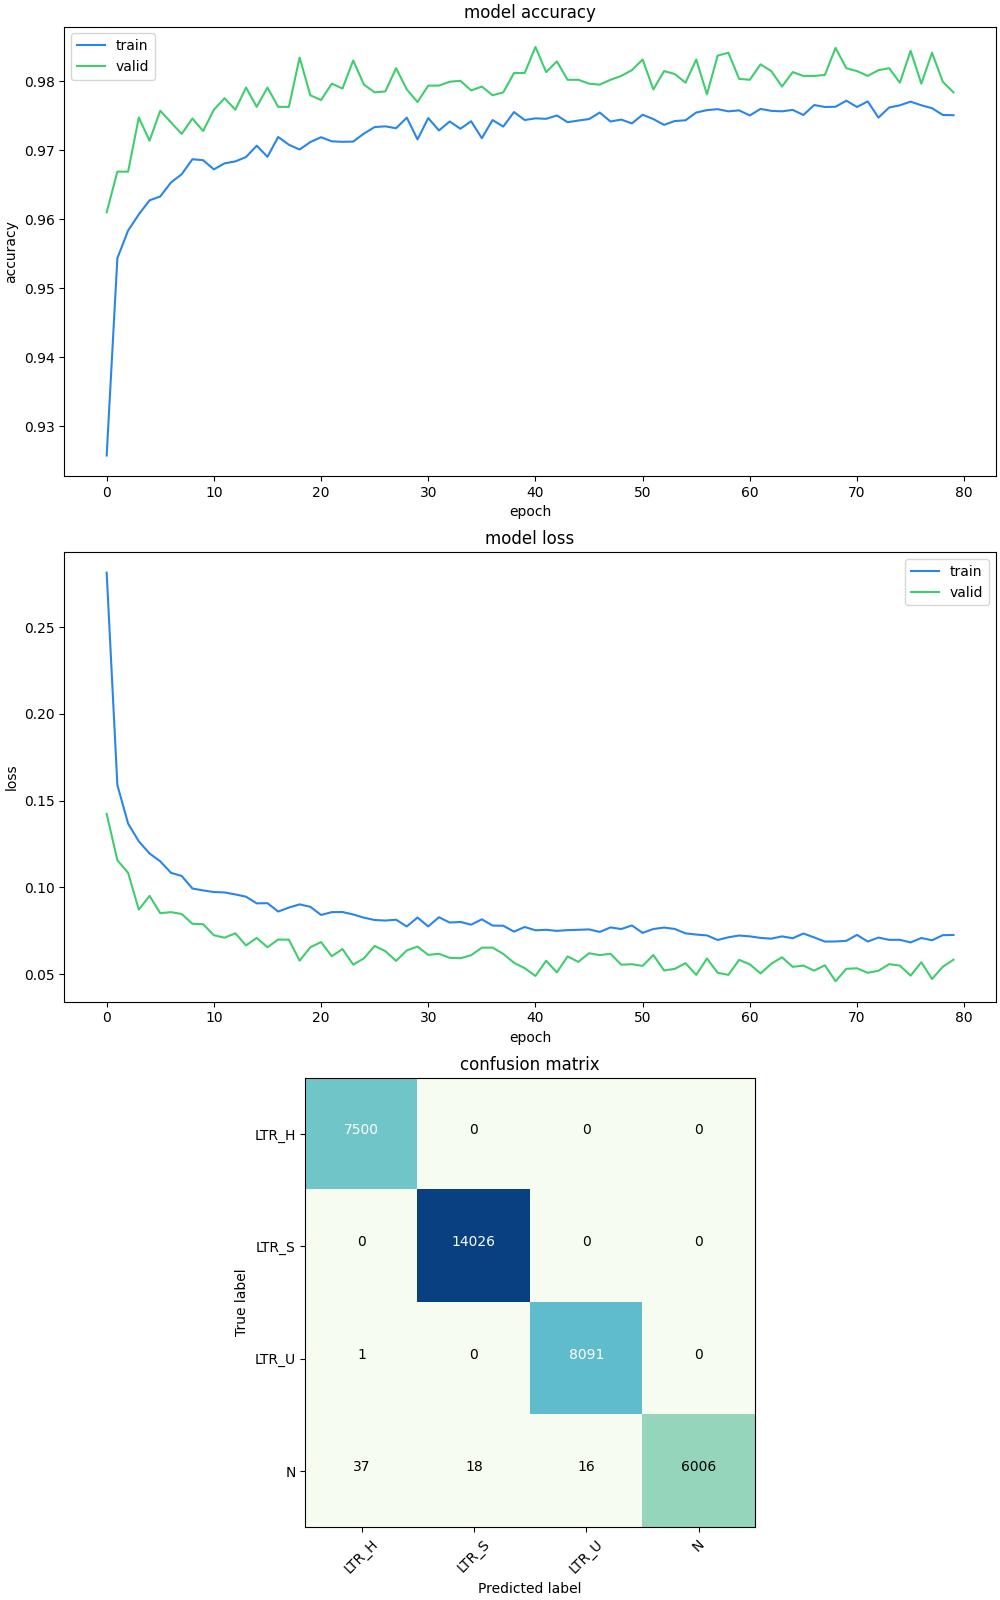 model accuracy
train
valid
0.98
0.97
0.96
0.95
0.94
0.93
accuracy
0 10 20 30 40 50 60 70 80
epoch
model loss
train
valid
0.25
0.20
0.15
0.10
0.05
loss
0 10 20 30 40 50 60 70 80
epoch
confusion matrix
LTR_H 7500 0 0 0
LTR_S 0 14026 0 0
LTR_U 1 0 8091 0
N 37 18 16 6006
True label
LTR_H LTR_S LTR_U N
Predicted label